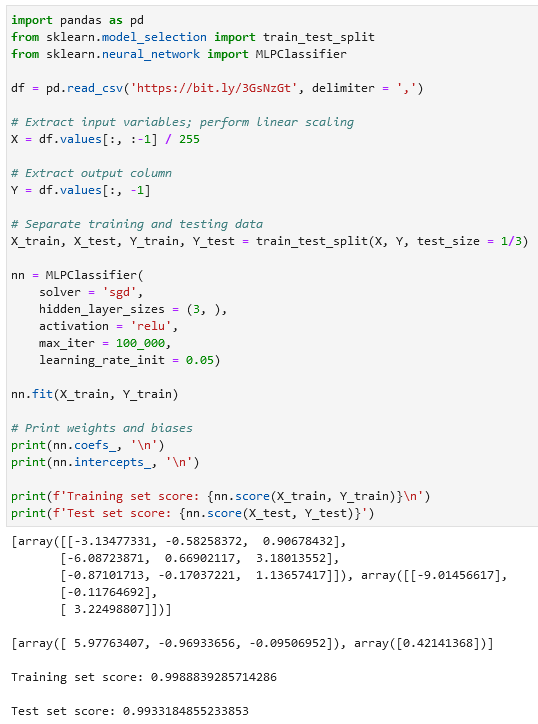 import pandas as pd
from sklearn.model_selection import train_test_split
from sklearn.neural_network import MLPClassifier

df = pd.read_csv('https://bit.ly/3GsNzGt', delimiter = ',')

# Extract input variables; perform linear scaling
X = df.values[:, :-1] / 255

# Extract output column
Y = df.values[:, -1]

# Separate training and testing data
X_train, X_test, Y_train, Y_test = train_test_split(X, Y, test_size = 1/3)

nn = MLPClassifier(
    solver = 'sgd',
    hidden_layer_sizes = (3, ),
    activation = 'relu',
    max_iter = 100_000,
    learning_rate_init = 0.05)

nn.fit(X_train, Y_train)

# Print weights and biases
print(nn.coefs_, '\n')
print(nn.intercepts_, '\n')

print(f'Training set score: {nn.score(X_train, Y_train)}\n')
print(f'Test set score: {nn.score(X_test, Y_test)}')
[array([[-3.13477331, -0.58258372,  0.90678432],
       [-6.08723871,  0.66902117,  3.18013552],
       [-0.87101713, -0.17037221,  1.13657417]]), array([[-9.01456617],
       [-0.11764692],
       [ 3.22498807]])]

[array([ 5.97763407, -0.96933656, -0.09506952]), array([0.42141368])]

Training set score: 0.9988839285714286

Test set score: 0.9933184855233853